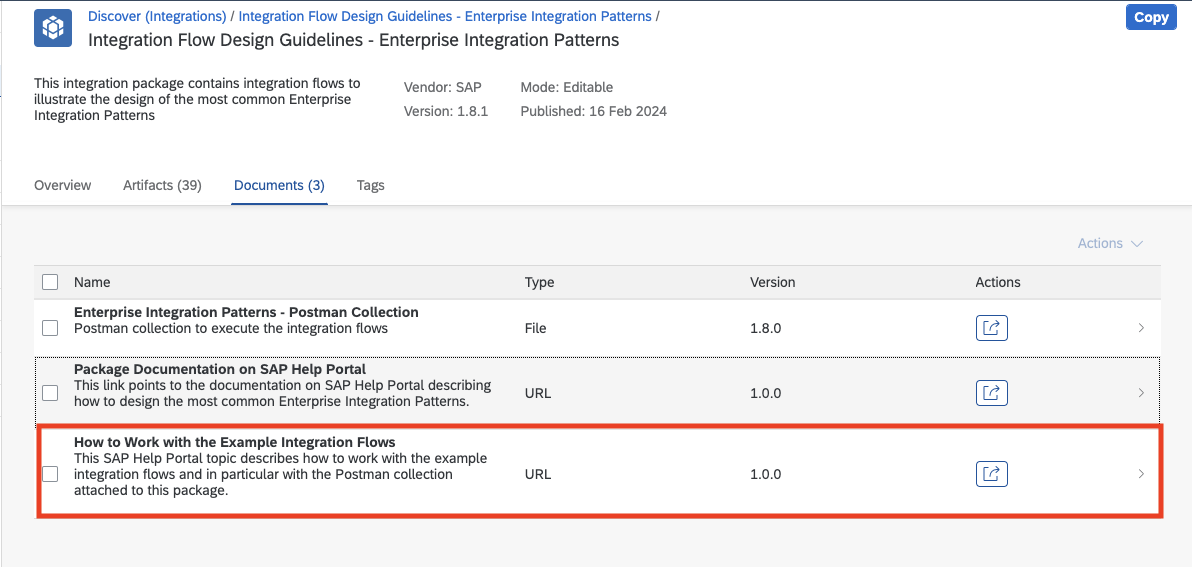 Discover (Integrations) / Integration Flow Design Guidelines - Enterprise Integration Patterns /
Copy
Integration Flow Design Guidelines - Enterprise Integration Patterns
This integration package contains integration flows to
illustrate the design of the most common Enterprise
Integration Patterns
Vendor: SAP
Mode: Editable
Version: 1.8.1
Published: 16 Feb 2024
Overview
Artifacts (39)
Documents (3)
Tags
Actions
Name
Type
Version
Actions
Enterprise Integration Patterns - Postman Collection
Postman collection to execute the integration flows
File
1.8.0
Package Documentation on SAP Help Portal
This link points to the documentation on SAP Help Portal describing
how to design the most common Enterprise Integration Patterns.
URL
1.0.0
How to Work with the Example Integration Flows
This SAP Help Portal topic describes how to work with the example
integration flows and in particular with the Postman collection
attached to this package.
URL
1.0.0